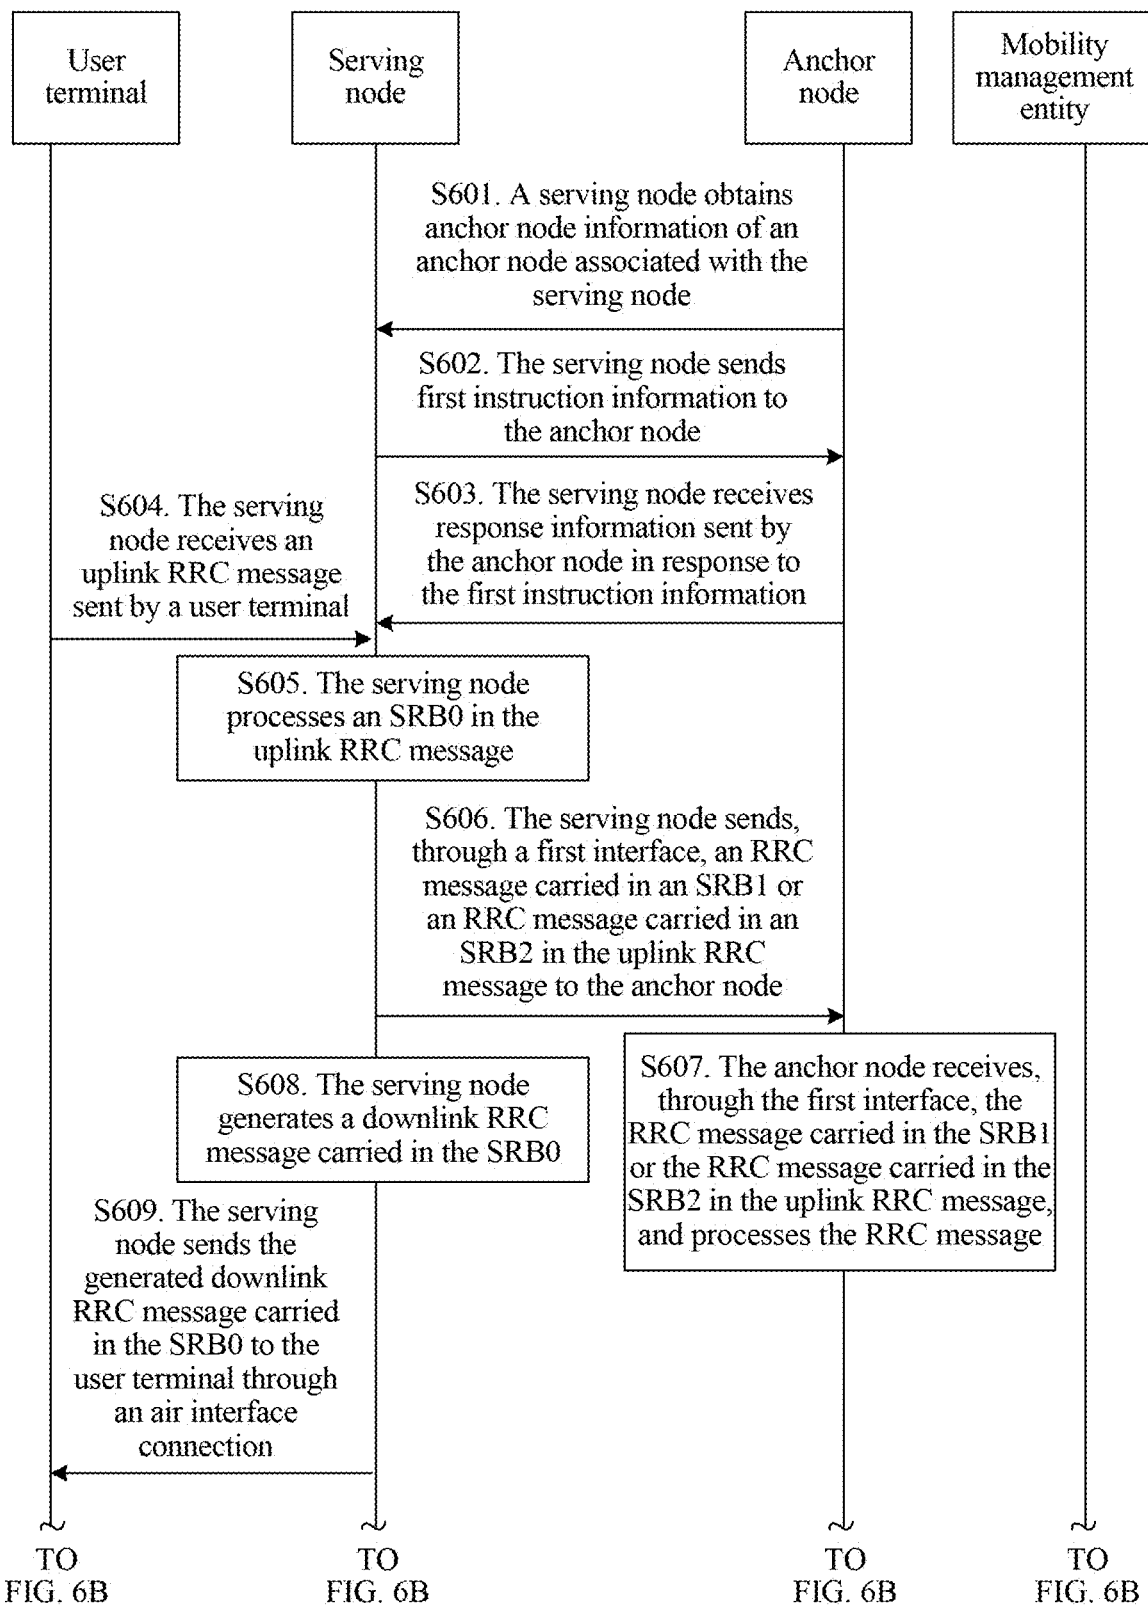 User
terminal
Serving
node
Anchor
node
Mobility
management
entity
S601. A serving node obtains
anchor node information of an
anchor node associated with the
serving node
S602. The serving node sends
first instruction information to
the anchor node
S603. The serving node receives
response information sent by
the anchor node in response to
the first instruction information
S604. The serving
node receives an
uplink RRC message
sent by a user terminal
S605. The serving node
processes an SRB0 in the
uplink RRC message
S606. The serving node sends,
through a first interface, an RRC
message carried in an SRB1 or
an RRC message carried in an
SRB2 in the uplink RRC
message to the anchor node
S607. The anchor node receives,
through the first interface, the
RRC message carried in the SRB1
or the RRC message carried in the
SRB2 in the uplink RRC message,
and processes the RRC message
S608. The serving node
generates a downlink RRC
message carried in the SRB0
S609. The serving
node sends the
generated downlink
RRC message carried
in the SRB0 to the
user terminal through
an air interface
connection
TO
FIG. 6B
TO
FIG. 6B
TO
FIG. 6B
TO
FIG. 6B